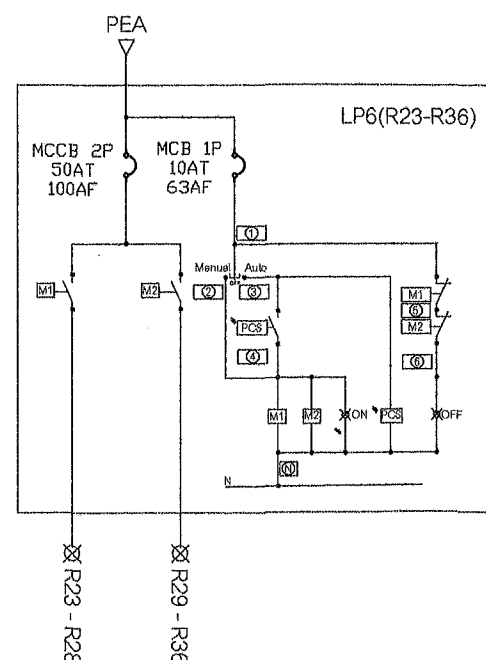 PEA
LP6(R23-R36)
MCCB 2P
50AT
100AF
MCB 1P
10AT
63AF
1
Manual
OFF
Auto
2
3
M1
M2
PCS
4
M1
5
M2
6
M1
M2
ON
PCS
OFF
N
N
R23 - R28
R29 - R36